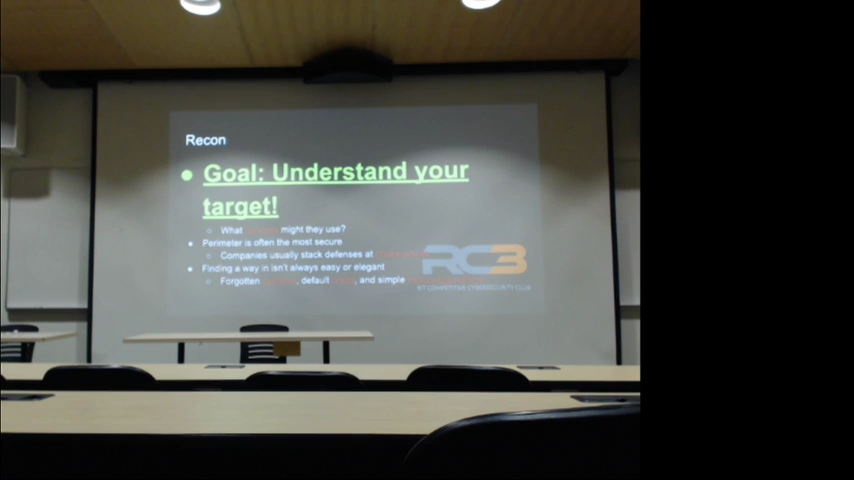 Recon
● Goal: Understand your
target!
○ What might they use?
● Perimeter is often the most secure
○ Companies usually stack defenses at
● Finding a way in isn't always easy or elegant
○ Forgotten , default , and simple
RC3
RIT COMPETITIVE CYBERSECURITY CLUB